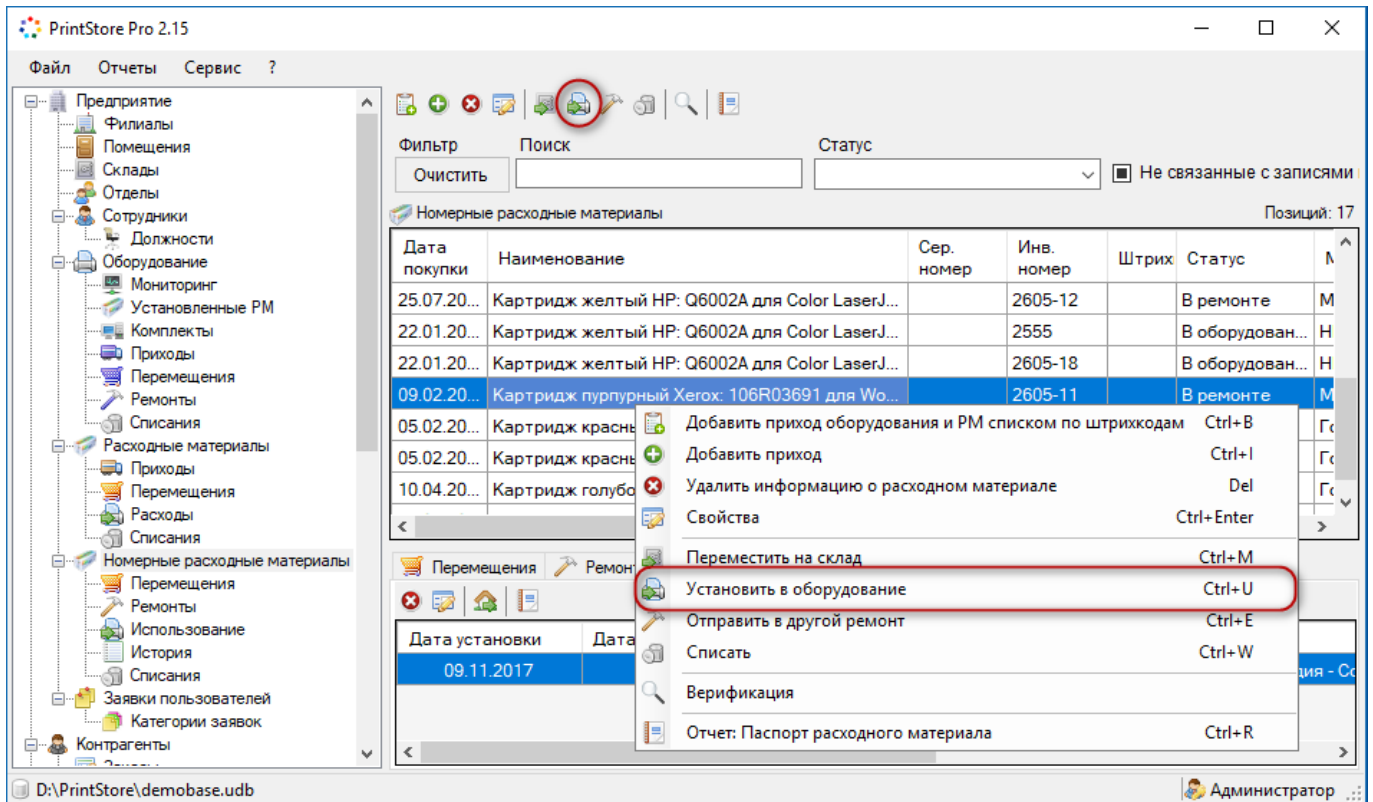 PrintStore Pro 2.15
Файл Отчеты Сервис ?
Предприятие
Филиалы
Помещения
Склады
Отделы
Сотрудники
Должности
Оборудование
Мониторинг
Установленные РМ
Комплекты
Приходы
Перемещения
Ремонты
Списания
Расходные материалы
Приходы
Перемещения
Расходы
Списания
Номерные расходные материалы
Перемещения
Ремонты
Использование
История
Списания
Заявки пользователей
Категории заявок
Контрагенты
Фильтр Поиск Статус
Очистить Не связанные с записями
Номерные расходные материалы Позиций: 17
Дата покупки Наименование Сер. номер Инв. номер Штрих Статус
25.07.20... Картридж желтый HP: Q6002A для Color LaserJ... 2605-12 В ремонте М
22.01.20... Картридж желтый HP: Q6002A для Color LaserJ... 2555 В оборудован... Н
22.01.20... Картридж желтый HP: Q6002A для Color LaserJ... 2605-18 В оборудован... Н
09.02.20... Картридж пурпурный Xerox: 106R03691 для Wo... 2605-11 В ремонте М
05.02.20... Картридж красн
05.02.20... Картридж красн
10.04.20... Картридж голубо
Добавить приход оборудования и РМ списком по штрихкодам Ctrl+B
Добавить приход Ctrl+I
Удалить информацию о расходном материале Del
Свойства Ctrl+Enter
Переместить на склад Ctrl+M
Установить в оборудование Ctrl+U
Отправить в другой ремонт Ctrl+E
Списать Ctrl+W
Верификация
Отчет: Паспорт расходного материала Ctrl+R
Перемещения Ремон
Дата установки Дата
09.11.2017 дия - Со
D:\PrintStore\demobase.udb Администратор